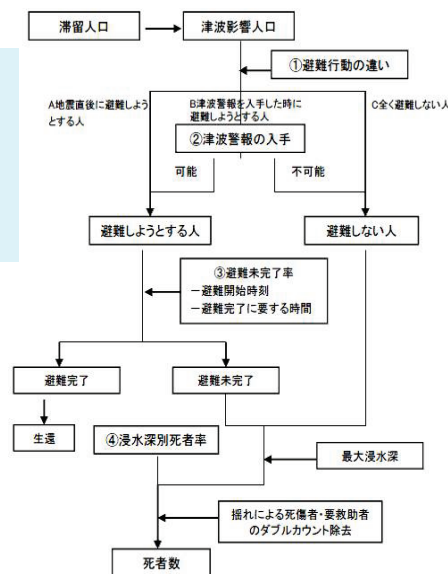 滞留人口
津波影響人口
①避難行動の違い
A地震直後に避難しよう
とする人
B津波警報を入手した時に
避難しようとする人
C全く避難しない人
②津波警報の入手
可能
不可能
避難しようとする人
避難しない人
③避難未完了率
－避難開始時刻
－避難完了に要する時間
避難完了
避難未完了
生還
④浸水深別死者率
最大浸水深
揺れによる死傷者・要救助者
のダブルカウント除去
死者数